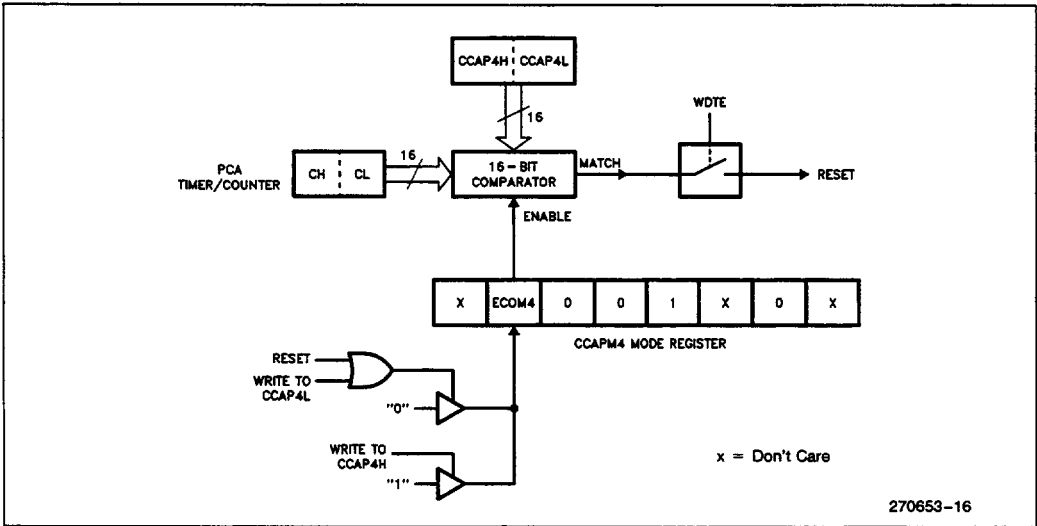 CCAP4H CCAP4L
16
WDTE
PCA
TIMER/COUNTER
CH CL
16
16-BIT
COMPARATOR
MATCH
RESET
ENABLE
X ECOM4 0 0 1 X 0 X
CCAPM4 MODE REGISTER
RESET
WRITE TO
CCAP4L
"0"
WRITE TO
CCAP4H
"1"
x = Don't Care
270653-16